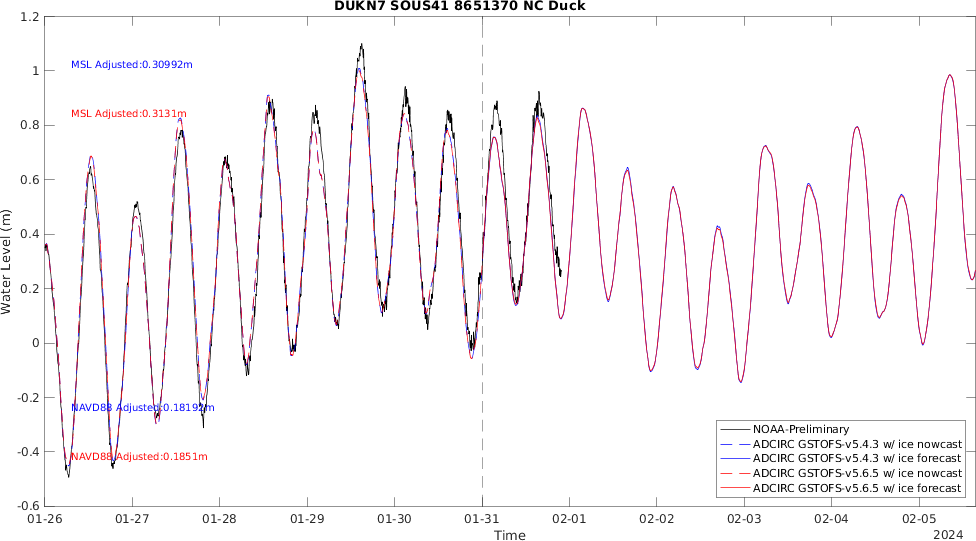 DUKN7 SOUS41 8651370 NC Duck
1.2
1
0.8
0.6
0.4
0.2
0
-0.2
-0.4
-0.6
Water Level (m)
MSL Adjusted:0.30992m
MSL Adjusted:0.3131m
NAVD88 Adjusted:0.18192m
NAVD88 Adjusted:0.1851m
NOAA-Preliminary
ADCIRC GSTOFS-v5.4.3 w/ ice nowcast
ADCIRC GSTOFS-v5.4.3 w/ ice forecast
ADCIRC GSTOFS-v5.6.5 w/ ice nowcast
ADCIRC GSTOFS-v5.6.5 w/ ice forecast
01-26 01-27 01-28 01-29 01-30 01-31 02-01 02-02 02-03 02-04 02-05
Time
2024